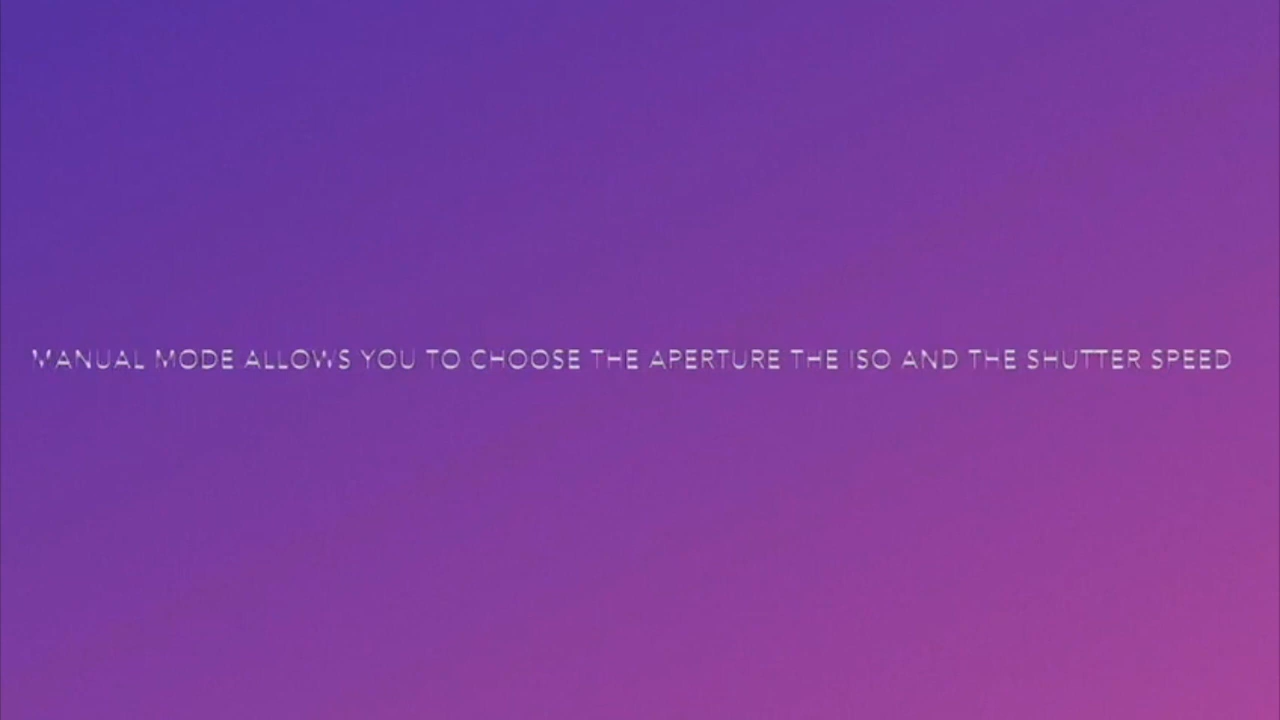 MANUAL MODE ALLOWS YOU TO CHOOSE THE APERTURE THE ISO AND THE SHUTTER SPEED